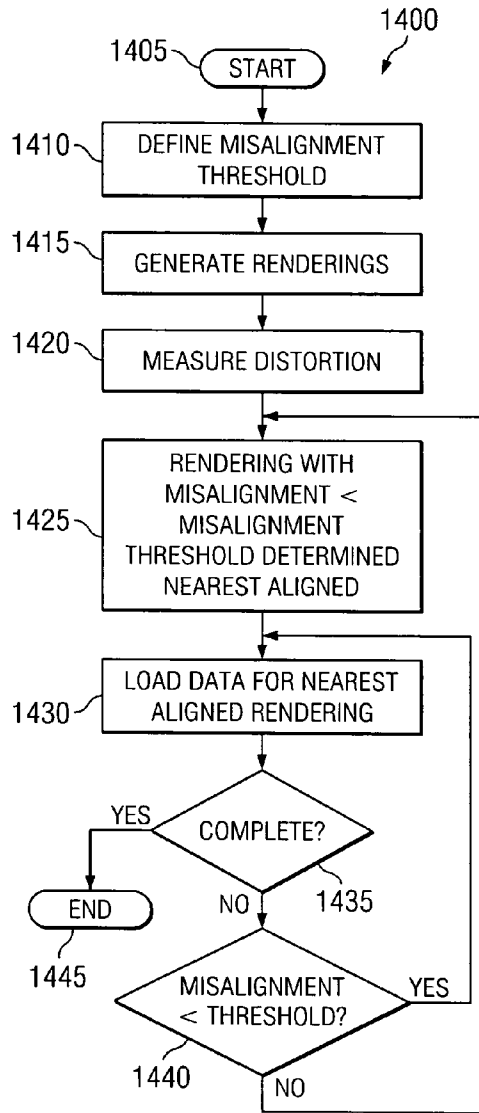 1400
1405
START
1410
DEFINE MISALIGNMENT
THRESHOLD
1415
GENERATE RENDERINGS
1420
MEASURE DISTORTION
1425
RENDERING WITH
MISALIGNMENT <
MISALIGNMENT
THRESHOLD DETERMINED
NEAREST ALIGNED
1430
LOAD DATA FOR NEAREST
ALIGNED RENDERING
YES
COMPLETE?
1435
NO
END
1445
MISALIGNMENT
< THRESHOLD?
YES
1440
NO